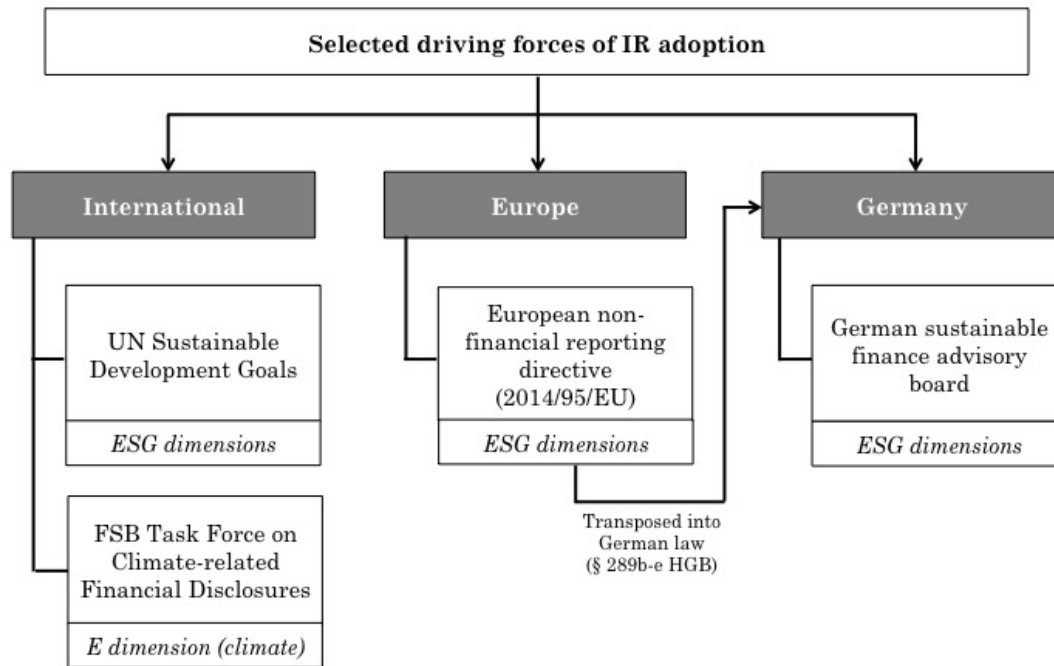 Selected driving forces of IR adoption
International
Europe
Germany
UN Sustainable
Development Goals
ESG dimensions
FSB Task Force on
Climate-related
Financial Disclosures
E dimension (climate)
European non-
financial reporting
directive
(2014/95/EU)
ESG dimensions
Transposed into
German law
(§ 289b-e HGB)
German sustainable
finance advisory
board
ESG dimensions